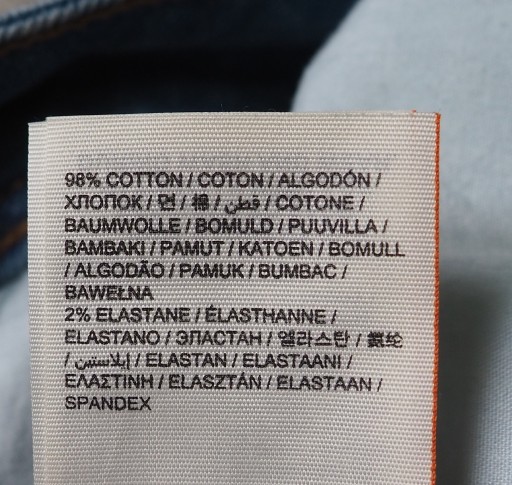 98% COTTON / COTON / ALGODÓN /
ХЛОПОК / 면 / 棉 / قطن / COTONE /
BAUMWOLLE / BOMULD / PUUVILLA /
BAMBAKI / PAMUT / KATOEN / BOMULL
/ ALGODÃO / PAMUK / BUMBAC /
BAWEŁNA
2% ELASTANE / ÉLASTHANNE /
ELASTANO / ЭЛАСТАН / 엘라스탄 / 氨纶
/ إيلاستين / ELASTAN / ELASTAANI /
ΕΛΑΣΤΙΝΗ / ELASZTÁN / ELASTAAN /
SPANDEX